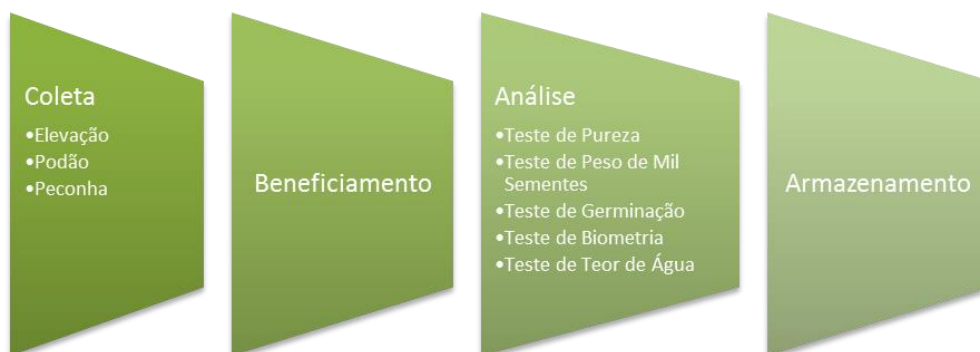 Coleta
•Elevação
•Podão
•Peconha
Beneficiamento
Análise
•Teste de Pureza
•Teste de Peso de Mil
Sementes
•Teste de Germinação
•Teste de Biometria
•Teste de Teor de Água
Armazenamento